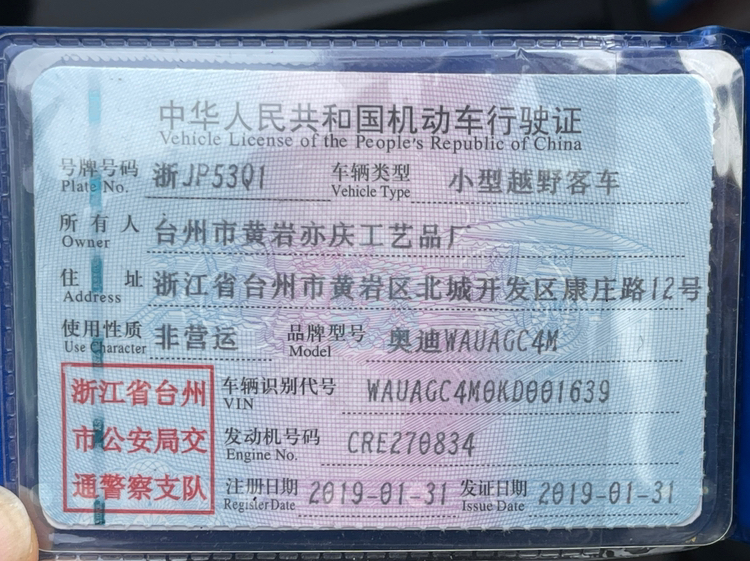 中华人民共和国机动车行驶证
Vehicle License of the People's Republic of China
号牌号码 浙JP53Q1 车辆类型 小型越野客车
Plate No. Vehicle Type
所有人 台州市黄岩亦庆工艺品厂
Owner
住址 浙江省台州市黄岩区北城开发区康庄路12号
Address
使用性质 非营运 品牌型号 奥迪WAUAGC4M
Use Character Model
浙江省台州
市公安局交
通警察支队
车辆识别代号 WAUAGC4M0KD001639
VIN
发动机号码 CRE270834
Engine No.
注册日期 2019-01-31 发证日期 2019-01-31
Register Date Issue Date